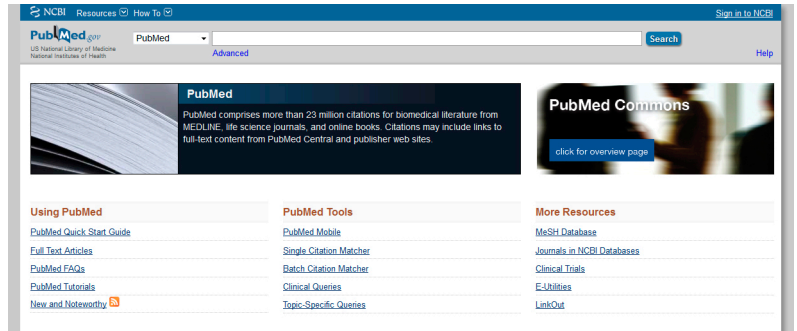 NCBI Resources How To Sign in to NCBI
PubMed.gov
US National Library of Medicine
National Institutes of Health
PubMed Search
Advanced Help
PubMed
PubMed comprises more than 23 million citations for biomedical literature from
MEDLINE, life science journals, and online books. Citations may include links to
full-text content from PubMed Central and publisher web sites.
PubMed Commons
click for overview page
Using PubMed
PubMed Quick Start Guide
Full Text Articles
PubMed FAQs
PubMed Tutorials
New and Noteworthy
PubMed Tools
PubMed Mobile
Single Citation Matcher
Batch Citation Matcher
Clinical Queries
Topic-Specific Queries
More Resources
MeSH Database
Journals in NCBI Databases
Clinical Trials
E-Utilities
LinkOut